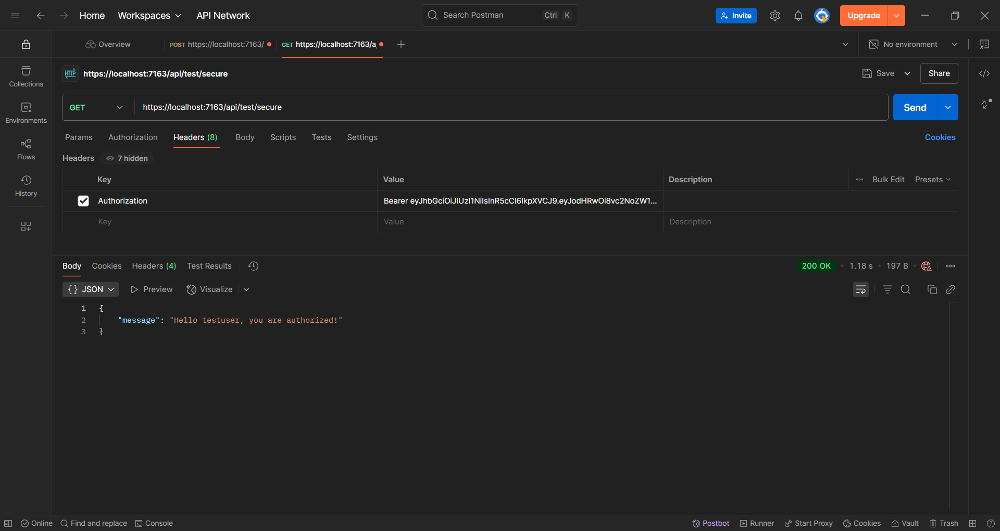 Home Workspaces API Network Search Postman Ctrl K Invite Upgrade
Overview POST https://localhost:7163/ GET https://localhost:7163/a No environment
Collections
Environments
Flows
History
HTTP https://localhost:7163/api/test/secure Save Share
GET https://localhost:7163/api/test/secure Send
Params Authorization Headers (8) Body Scripts Tests Settings Cookies
Headers 7 hidden
Key Value Description Bulk Edit Presets
Authorization Bearer eyJhbGciOiJIUzI1NiIsInR5cCI6IkpXVCJ9.eyJodHRwOi8vc2NoZW1...
Key Value Description
Body Cookies Headers (4) Test Results 200 OK 1.18 s 197 B
{} JSON Preview Visualize
1 {
2 "message": "Hello testuser, you are authorized!"
3 }
Online Find and replace Console Postbot Runner Start Proxy Cookies Vault Trash